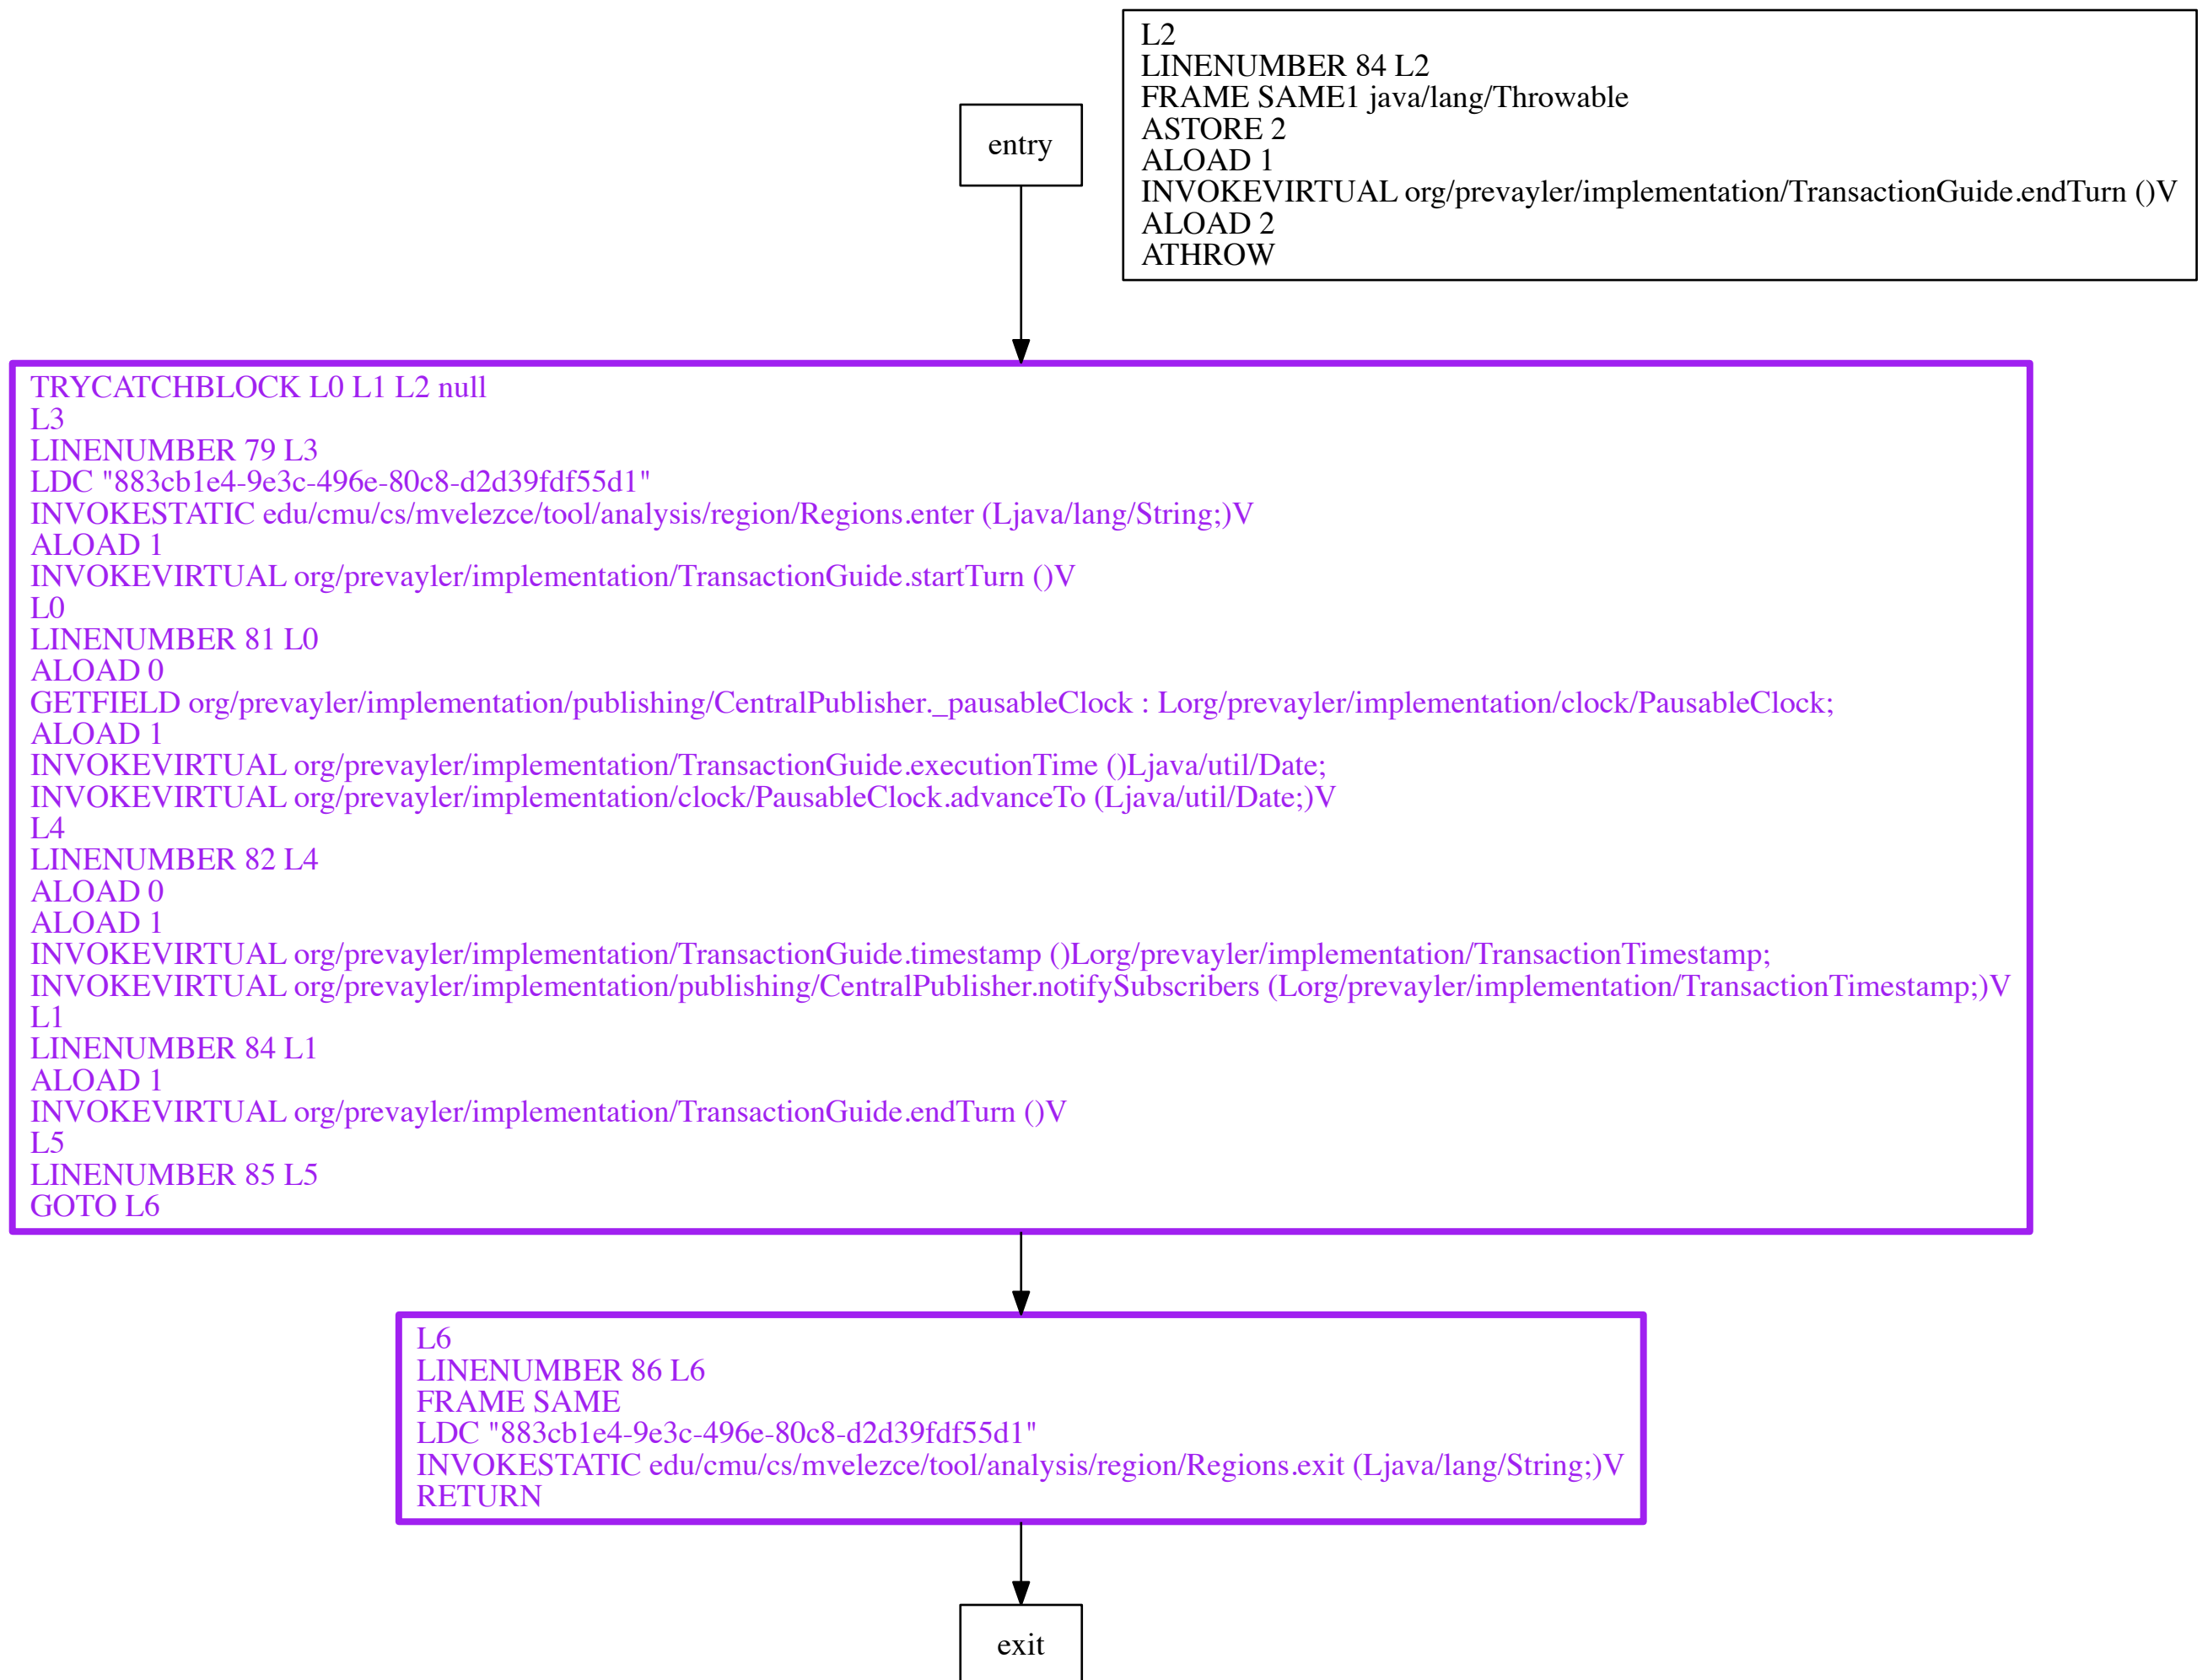 L2
LINENUMBER 84 L2
FRAME SAME1 java/lang/Throwable
ASTORE 2
ALOAD 1
INVOKEVIRTUAL org/prevayler/implementation/TransactionGuide.endTurn ()V
ALOAD 2
ATHROW
entry
TRYCATCHBLOCK L0 L1 L2 null
L3
LINENUMBER 79 L3
LDC "883cb1e4-9e3c-496e-80c8-d2d39fdf55d1"
INVOKESTATIC edu/cmu/cs/mvelezce/tool/analysis/region/Regions.enter (Ljava/lang/String;)V
ALOAD 1
INVOKEVIRTUAL org/prevayler/implementation/TransactionGuide.startTurn ()V
L0
LINENUMBER 81 L0
ALOAD 0
GETFIELD org/prevayler/implementation/publishing/CentralPublisher._pausableClock : Lorg/prevayler/implementation/clock/PausableClock;
ALOAD 1
INVOKEVIRTUAL org/prevayler/implementation/TransactionGuide.executionTime ()Ljava/util/Date;
INVOKEVIRTUAL org/prevayler/implementation/clock/PausableClock.advanceTo (Ljava/util/Date;)V
L4
LINENUMBER 82 L4
ALOAD 0
ALOAD 1
INVOKEVIRTUAL org/prevayler/implementation/TransactionGuide.timestamp ()Lorg/prevayler/implementation/TransactionTimestamp;
INVOKEVIRTUAL org/prevayler/implementation/publishing/CentralPublisher.notifySubscribers (Lorg/prevayler/implementation/TransactionTimestamp;)V
L1
LINENUMBER 84 L1
ALOAD 1
INVOKEVIRTUAL org/prevayler/implementation/TransactionGuide.endTurn ()V
L5
LINENUMBER 85 L5
GOTO L6
L6
LINENUMBER 86 L6
FRAME SAME
LDC "883cb1e4-9e3c-496e-80c8-d2d39fdf55d1"
INVOKESTATIC edu/cmu/cs/mvelezce/tool/analysis/region/Regions.exit (Ljava/lang/String;)V
RETURN
exit